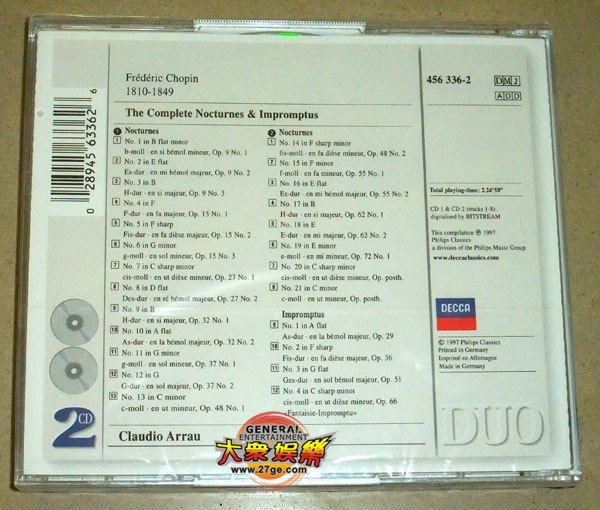 Frédéric Chopin
1810-1849
456 336-2
DM2
ADD
The Complete Nocturnes & Impromptus
1 Nocturnes
1 No. 1 in B flat minor
b-moll · en si bémol mineur, Op. 9 No. 1
2 No. 2 in E flat
Es-dur · en mi bémol majeur, Op. 9 No. 2
3 No. 3 in B
H-dur · en si majeur, Op. 9 No. 3
4 No. 4 in F
F-dur · en fa majeur, Op. 15 No. 1
5 No. 5 in F sharp
Fis-dur · en fa dièse majeur, Op. 15 No. 2
6 No. 6 in G minor
g-moll · en sol mineur, Op. 15 No. 3
7 No. 7 in C sharp minor
cis-moll · en ut dièse mineur, Op. 27 No. 1
8 No. 8 in D flat
Des-dur · en ré bémol majeur, Op. 27 No. 2
9 No. 9 in B
H-dur · en si majeur, Op. 32 No. 1
10 No. 10 in A flat
As-dur · en la bémol majeur, Op. 32 No. 2
11 No. 11 in G minor
g-moll · en sol mineur, Op. 37 No. 1
12 No. 12 in G
G-dur · en sol majeur, Op. 37 No. 2
13 No. 13 in C minor
c-moll · en ut mineur, Op. 48 No. 1
2 Nocturnes
1 No. 14 in F sharp minor
fis-moll · en fa dièse mineur, Op. 48 No. 2
2 No. 15 in F minor
f-moll · en fa mineur, Op. 55 No. 1
3 No. 16 in E flat
Es-dur · en mi bémol majeur, Op. 55 No. 2
4 No. 17 in B
H-dur · en si majeur, Op. 62 No. 1
5 No. 18 in E
E-dur · en mi majeur, Op. 62 No. 2
6 No. 19 in E minor
e-moll · en mi mineur, Op. 72 No. 1
7 No. 20 in C sharp minor
cis-moll · en ut dièse mineur, Op. posth.
8 No. 21 in C minor
c-moll · en ut mineur, Op. posth.
Impromptus
9 No. 1 in A flat
As-dur · en la bémol majeur, Op. 29
10 No. 2 in F sharp
Fis-dur · en fa dièse majeur, Op. 36
11 No. 3 in G flat
Ges-dur · en sol bémol majeur, Op. 51
12 No. 4 in C sharp minor
cis-moll · en ut dièse mineur, Op. 66
«Fantaisie-Impromptu»
Claudio Arrau
Total playing-time: 2.24'58"
CD 1 & CD 2 (tracks 1-8)
digitalised by BITSTREAM
This compilation ℗ 1997
Philips Classics
a division of the Philips Music Group
www.deccaclassics.com
DECCA
© 1997 Philips Classics
Printed in Germany
Imprimé en Allemagne
Made in Germany
DUO
0 28945 63362 6
2 CD
GENERAL
ENTERTAINMENT
大眾娛樂
www.27ge.com